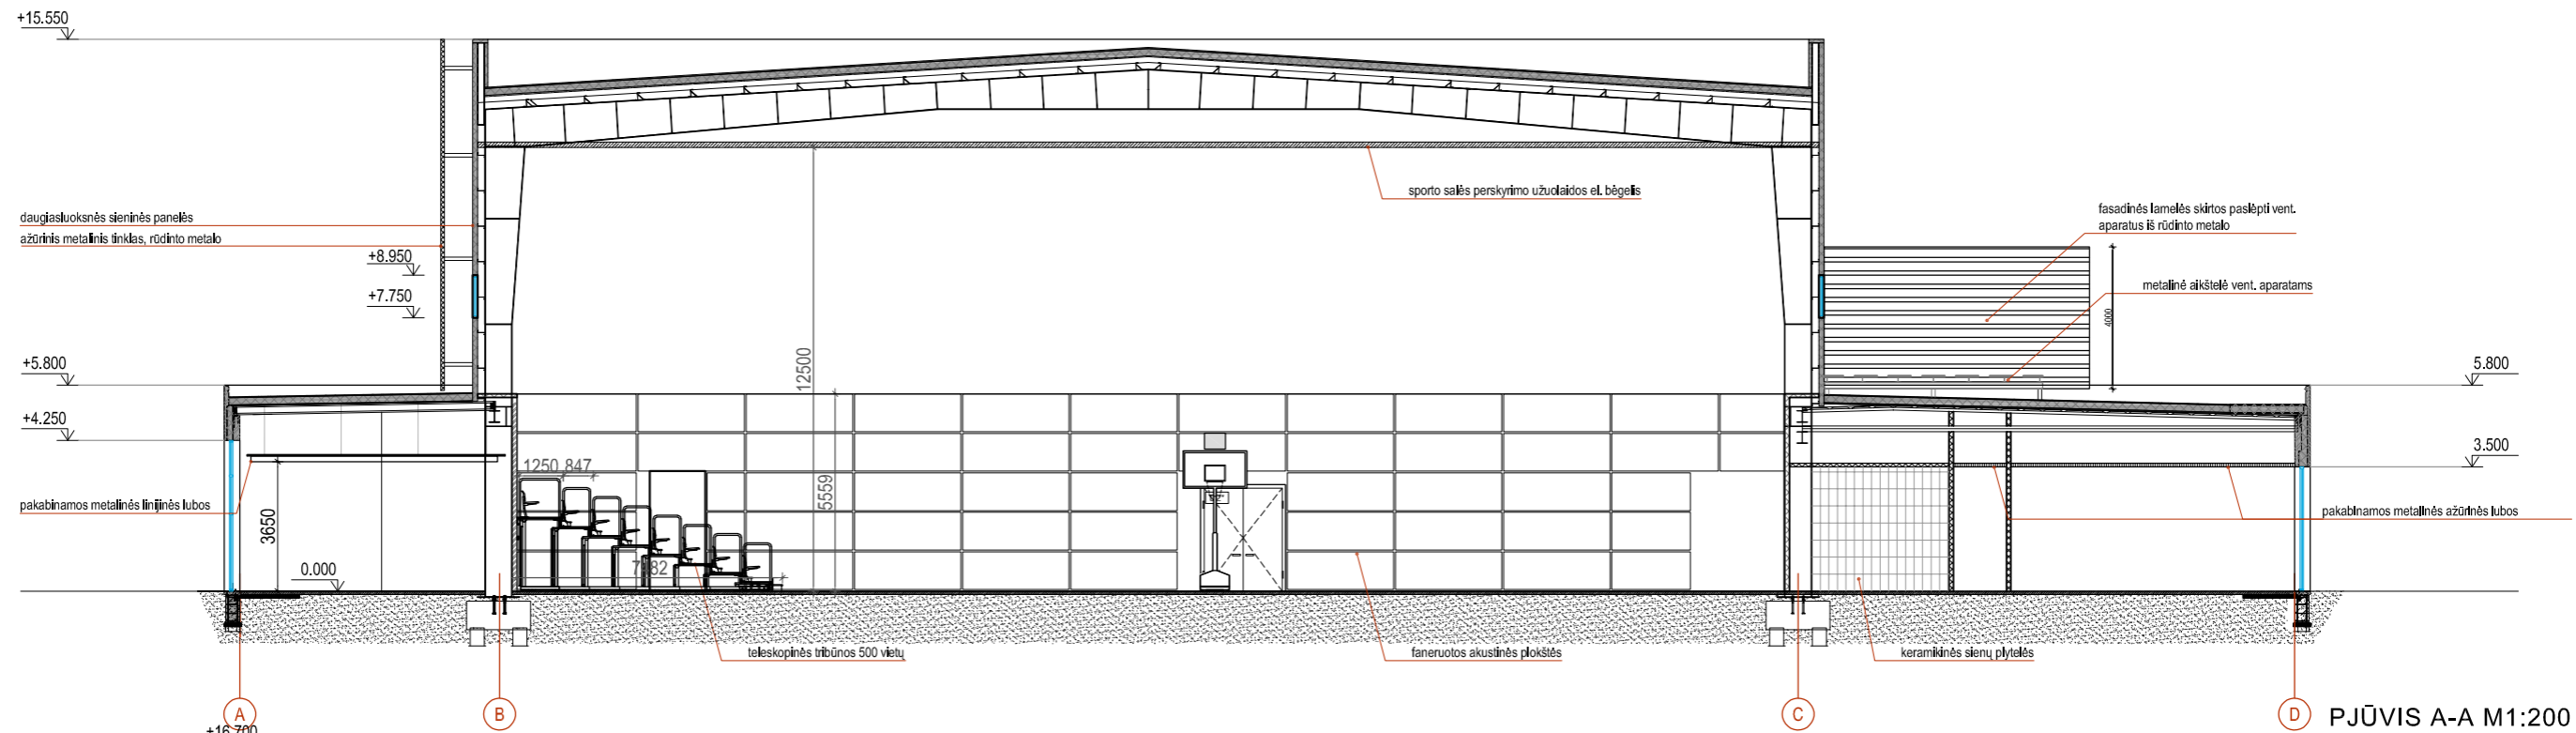 +15.550
sporto salės perskyrimo užuolaidos el. bėgelis
daugiasluoksnės sieninės panelės
ažūrinis metalinis tinklas, rūdinto metalo
fasadinės lamelės skirtos paslėpti vent.
aparatus iš rūdinto metalo
+8.950
+7.750
metalinė aikštelė vent. aparatams
4000
+5.800
12500
5.800
+4.250
3.500
1250 847
5559
pakabinamos metalinės linijinės lubos
3650
pakabinamos metalinės ažūrinės lubos
0.000
7182
teleskopinės tribūnos 500 vietų
faneruotos akustinės plokštės
keramikinės sienų plytelės
A
B
C
D
PJŪVIS A-A M1:200
+16.700